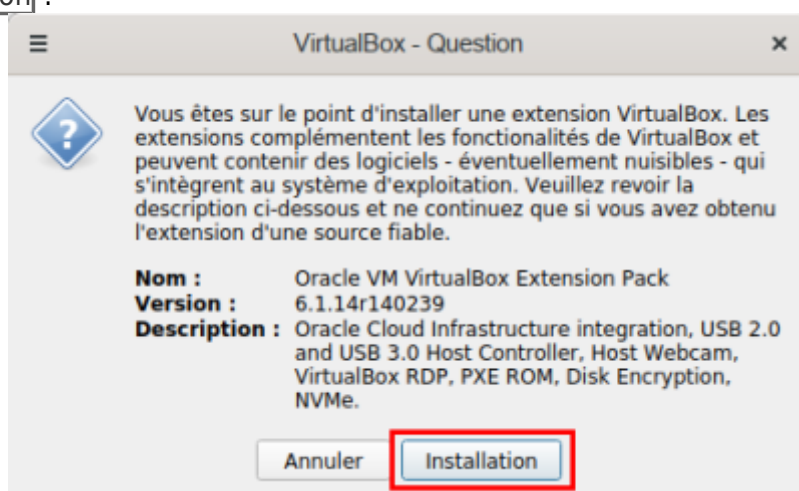 on :
VirtualBox - Question
Vous êtes sur le point d'installer une extension VirtualBox. Les
extensions complémentent les fonctionalités de VirtualBox et
peuvent contenir des logiciels - éventuellement nuisibles - qui
s'intègrent au système d'exploitation. Veuillez revoir la
description ci-dessous et ne continuez que si vous avez obtenu
l'extension d'une source fiable.
Nom : Oracle VM VirtualBox Extension Pack
Version : 6.1.14r140239
Description : Oracle Cloud Infrastructure integration, USB 2.0
and USB 3.0 Host Controller, Host Webcam,
VirtualBox RDP, PXE ROM, Disk Encryption,
NVMe.
Annuler Installation